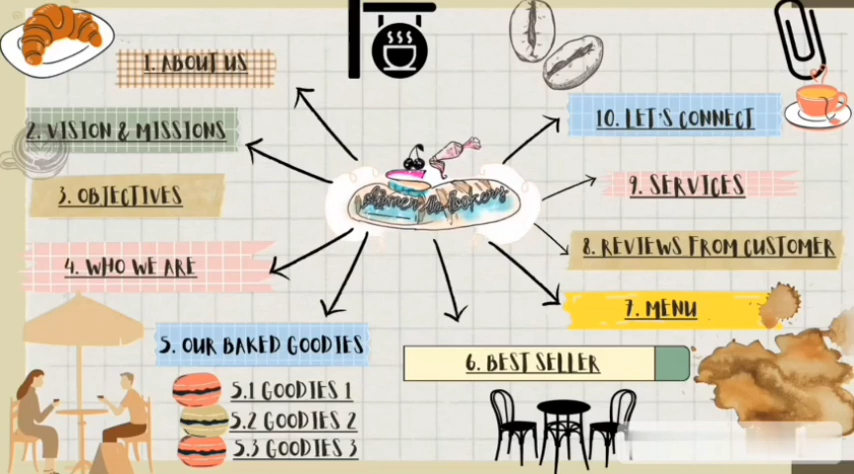 1. ABOUT US
2. VISION & MISSIONS
3. OBJECTIVES
4. WHO WE ARE
5. OUR BAKED GOODIES
5.1 GOODIES 1
5.2 GOODIES 2
5.3 GOODIES 3
6. BEST SELLER
7. MENU
8. REVIEWS FROM CUSTOMER
9. SERVICES
10. LET'S CONNECT